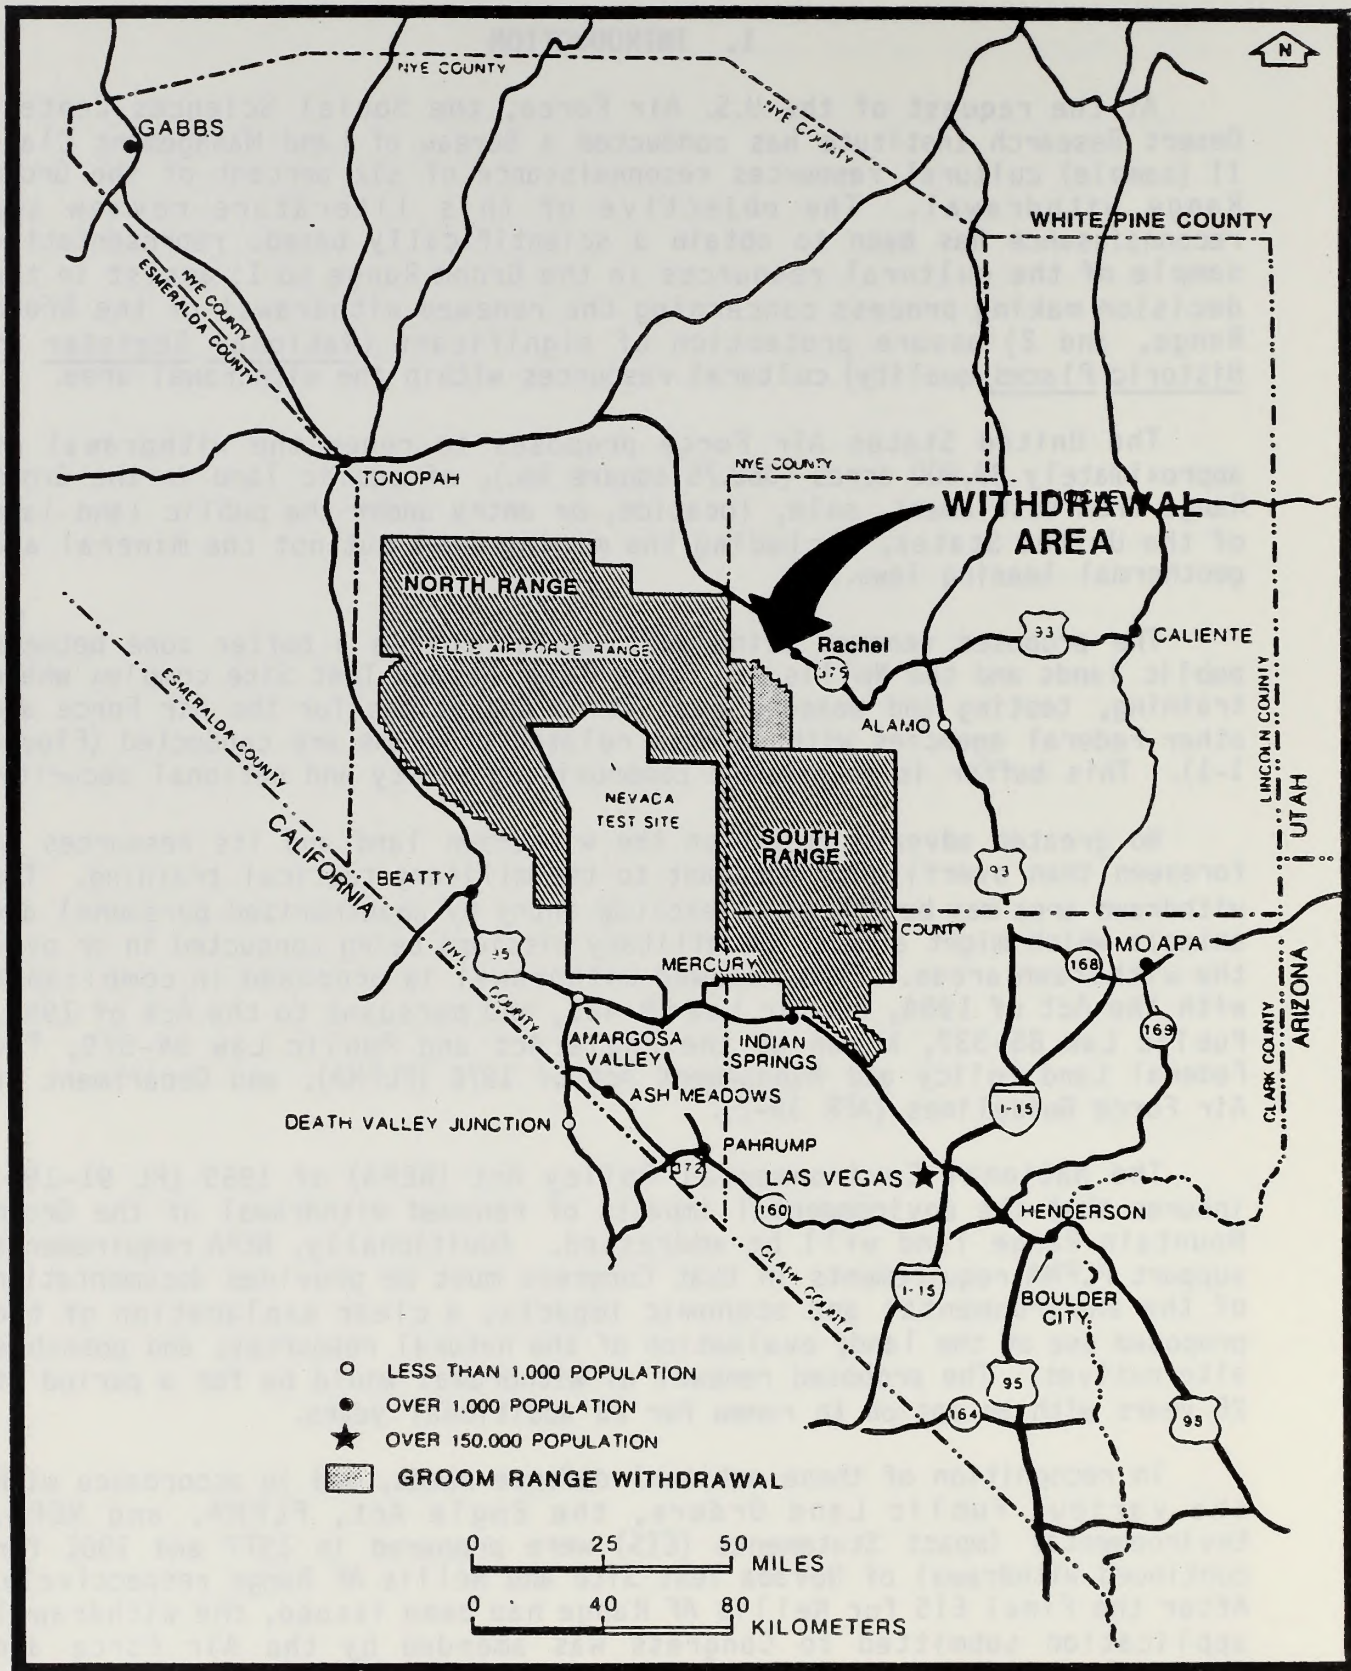 N
NYE COUNTY
NYE COUNTY
GABBS
WHITE PINE COUNTY
NYE COUNTY
ESMERALDA COUNTY
TONOPAH
NYE COUNTY
WITHDRAWAL
AREA
NORTH RANGE
NELLIS AIR FORCE RANGE
Rachel
375
93
CALIENTE
ALAMO
ESMERALDA COUNTY
CALIFORNIA
LINCOLN COUNTY
UTAH
NEVADA
TEST SITE
SOUTH
RANGE
93
BEATTY
CLARK COUNTY
MOAPA
95
NYE COUNTY
MERCURY
168
169
CLARK COUNTY
ARIZONA
AMARGOSA
VALLEY
INDIAN
SPRINGS
ASH MEADOWS
I-15
DEATH VALLEY JUNCTION
PAHRUMP
372
LAS VEGAS
160
HENDERSON
CLARK COUNTY
I-15
BOULDER
CITY
95
164
LESS THAN 1,000 POPULATION
OVER 1,000 POPULATION
OVER 150,000 POPULATION
GROOM RANGE WITHDRAWAL
0 25 50
MILES
0 40 80
KILOMETERS